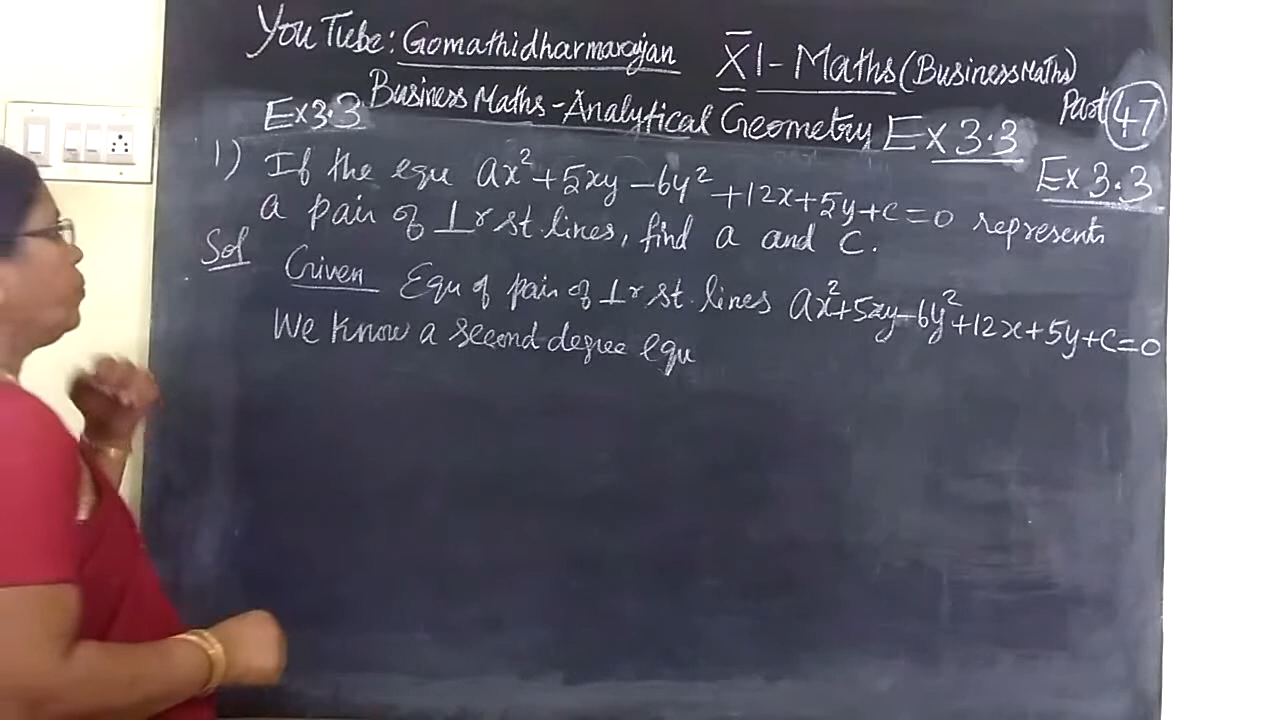 YouTube: Gomathidharmarajan XI - Maths (Business Maths)
Ex 3.3 Business Maths - Analytical Geometry Ex 3.3 Part 47
Ex 3.3
1) If the equ ax²+5xy-6y²+12x+5y+c=0 represents
a pair of ⊥r st. lines, find a and c.
Sol Given Equ of pair of ⊥r st. lines ax²+5xy-6y²+12x+5y+c=0
We know a second degree equ